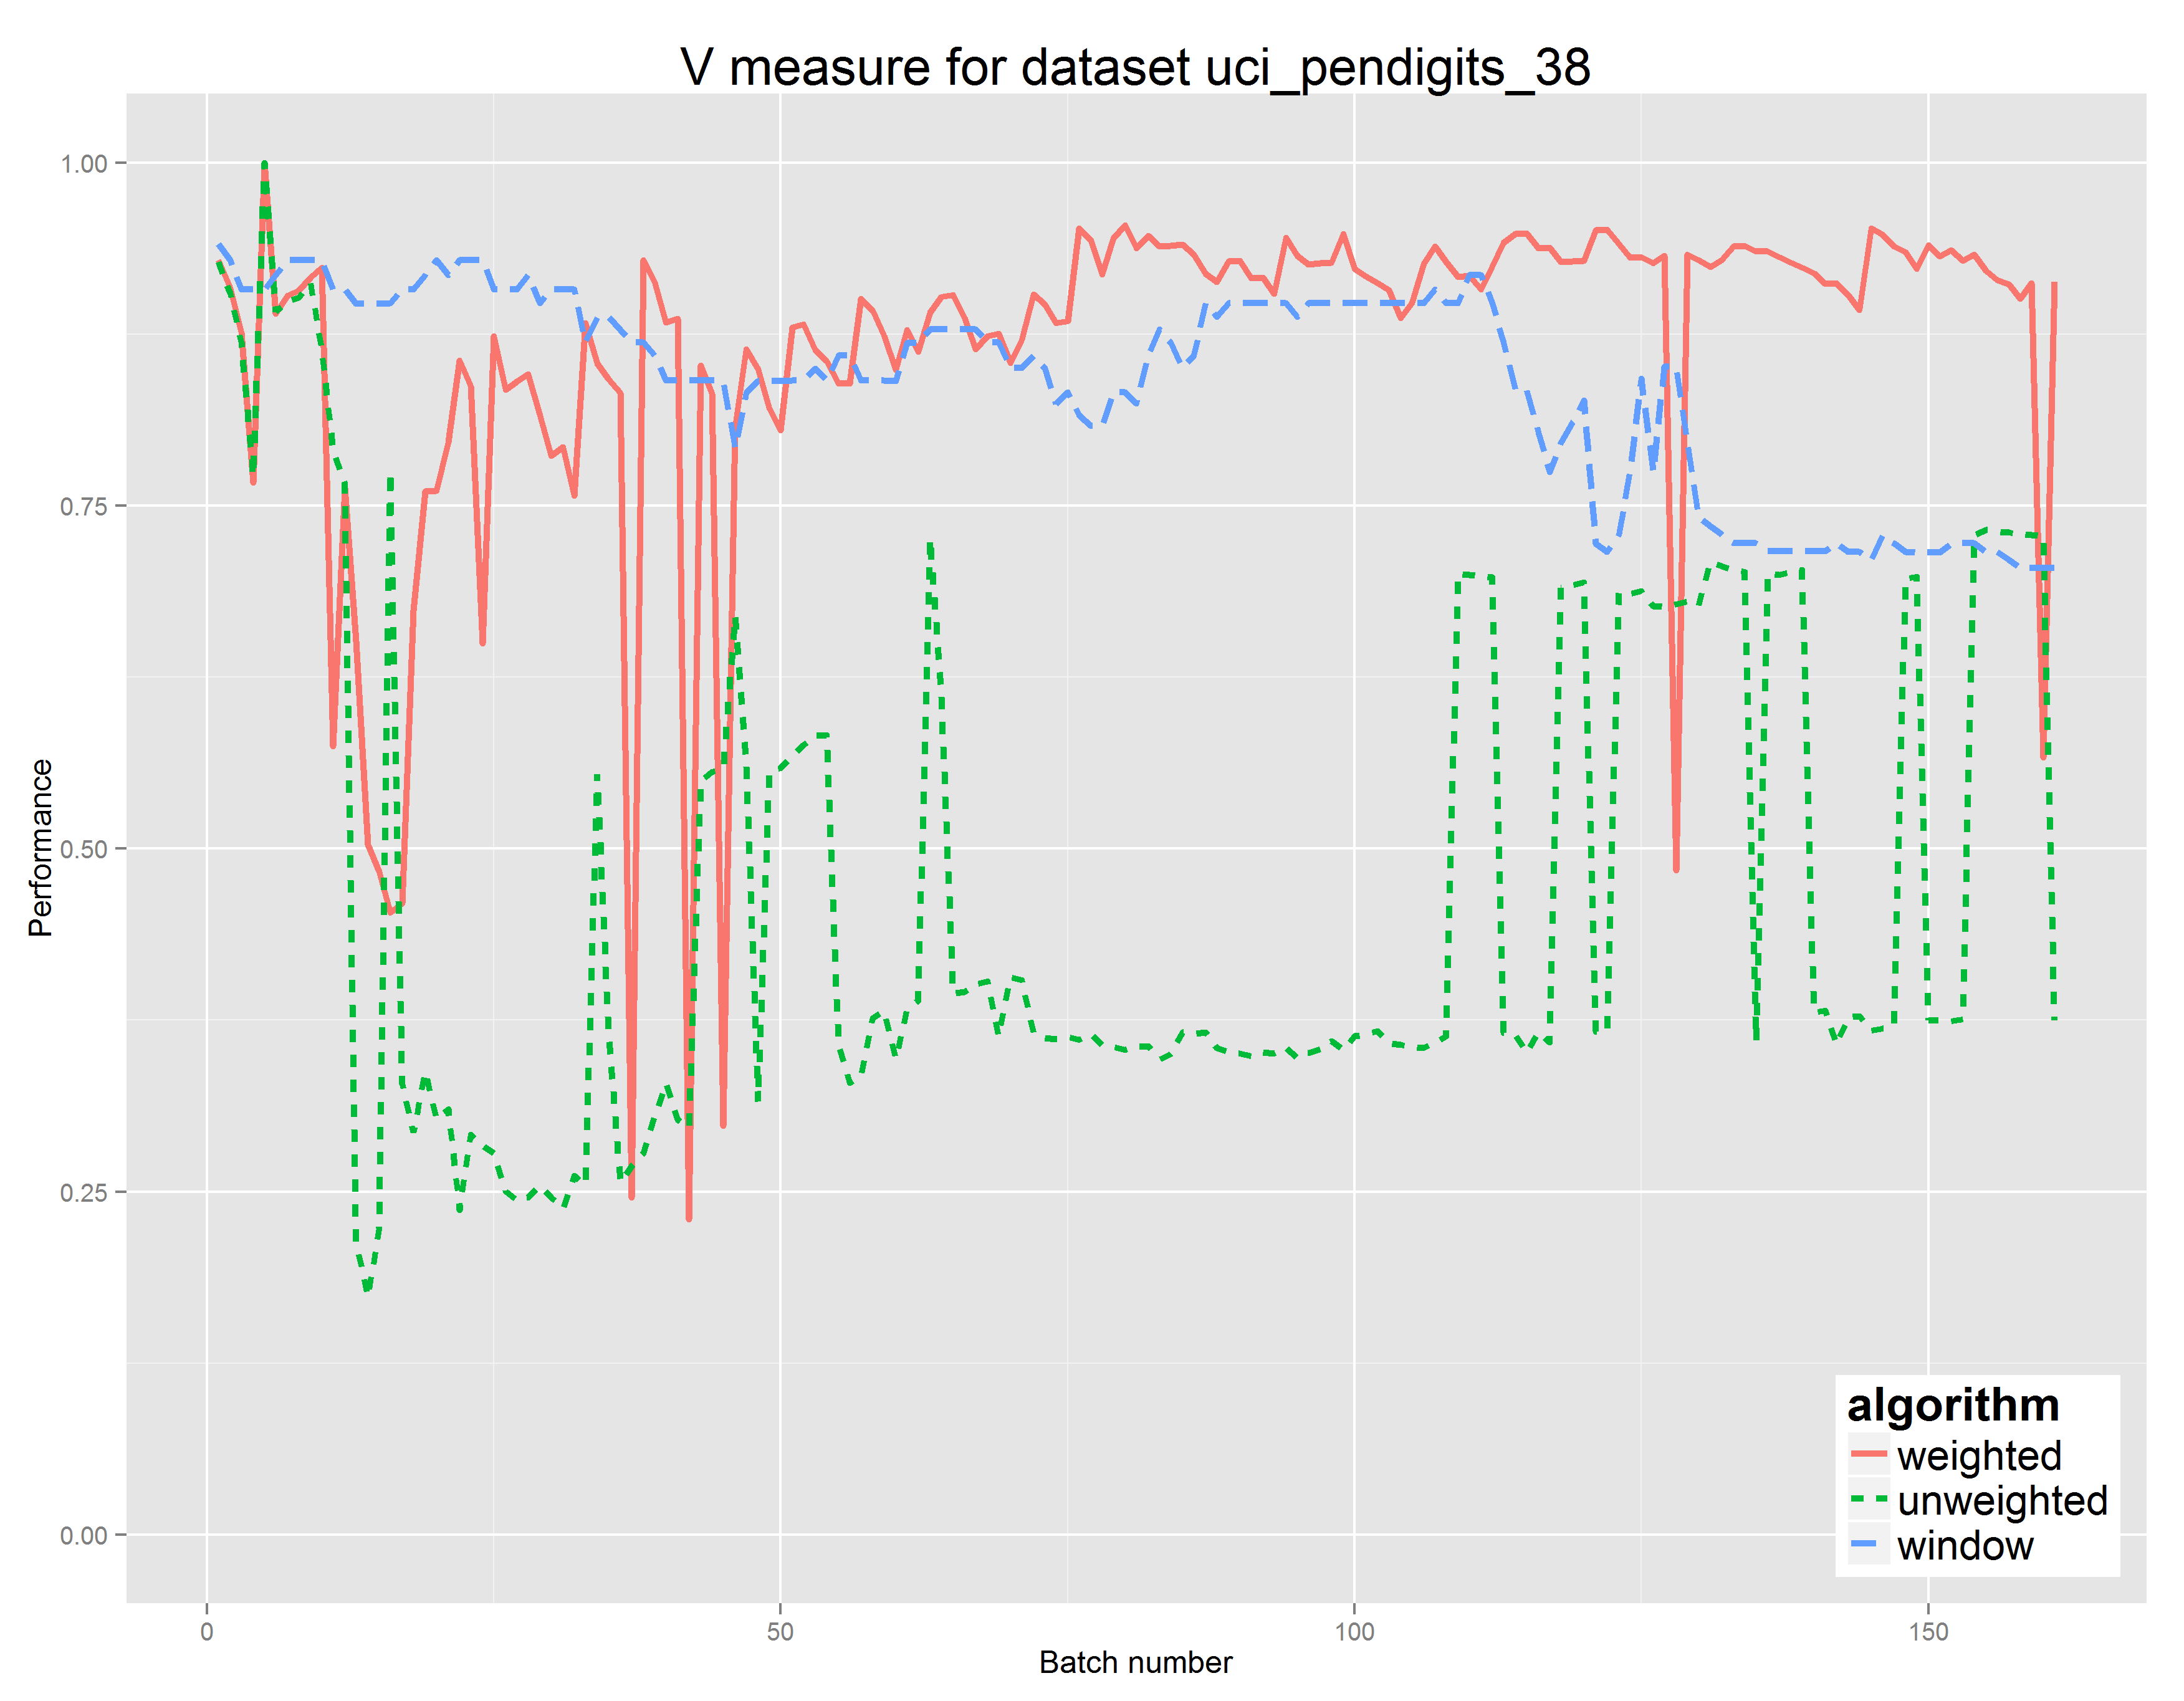 V measure for dataset uci_pendigits_38
1.00
0.75
0.50
0.25
0.00
Performance
0
50
100
150
Batch number
algorithm
weighted
unweighted
window